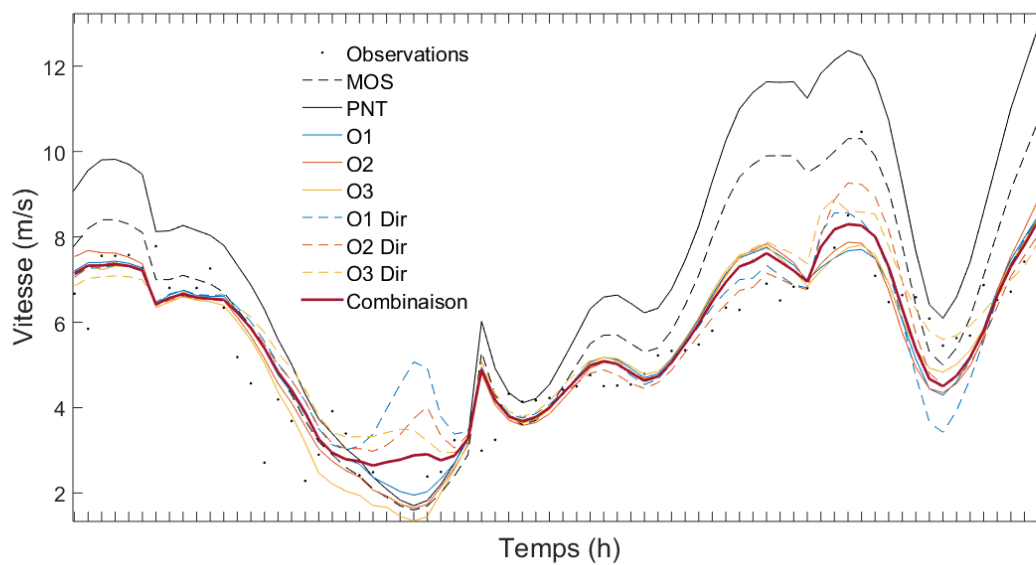 12
10
8
6
4
2
Vitesse (m/s)
Observations
MOS
PNT
O1
O2
O3
O1 Dir
O2 Dir
O3 Dir
Combinaison
Temps (h)